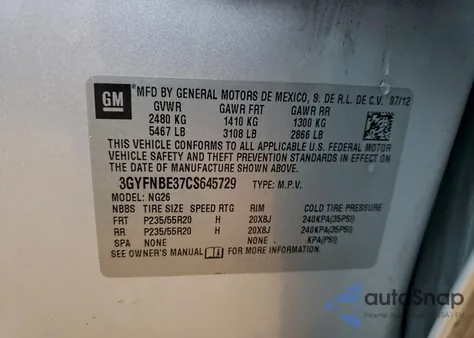 GM
MFD BY GENERAL MOTORS DE MEXICO, S. DE R.L. DE C.V. 07/12
GVWR GAWR FRT GAWR RR
2480 KG 1410 KG 1300 KG
5467 LB 3108 LB 2866 LB
THIS VEHICLE CONFORMS TO ALL APPLICABLE U.S. FEDERAL MOTOR
VEHICLE SAFETY AND THEFT PREVENTION STANDARDS IN EFFECT ON
THE DATE OF MANUFACTURE SHOWN ABOVE.
3GYFNBE37CS645729 TYPE: M.P.V.
MODEL: NG26
NBBS TIRE SIZE SPEED RTG RIM COLD TIRE PRESSURE
FRT P235/55R20 H 20X8J 240KPA(35PSI)
RR P235/55R20 H 20X8J 240KPA(35PSI)
SPA NONE NONE KPA(PSI)
SEE OWNER'S MANUAL FOR MORE INFORMATION
autoSnap